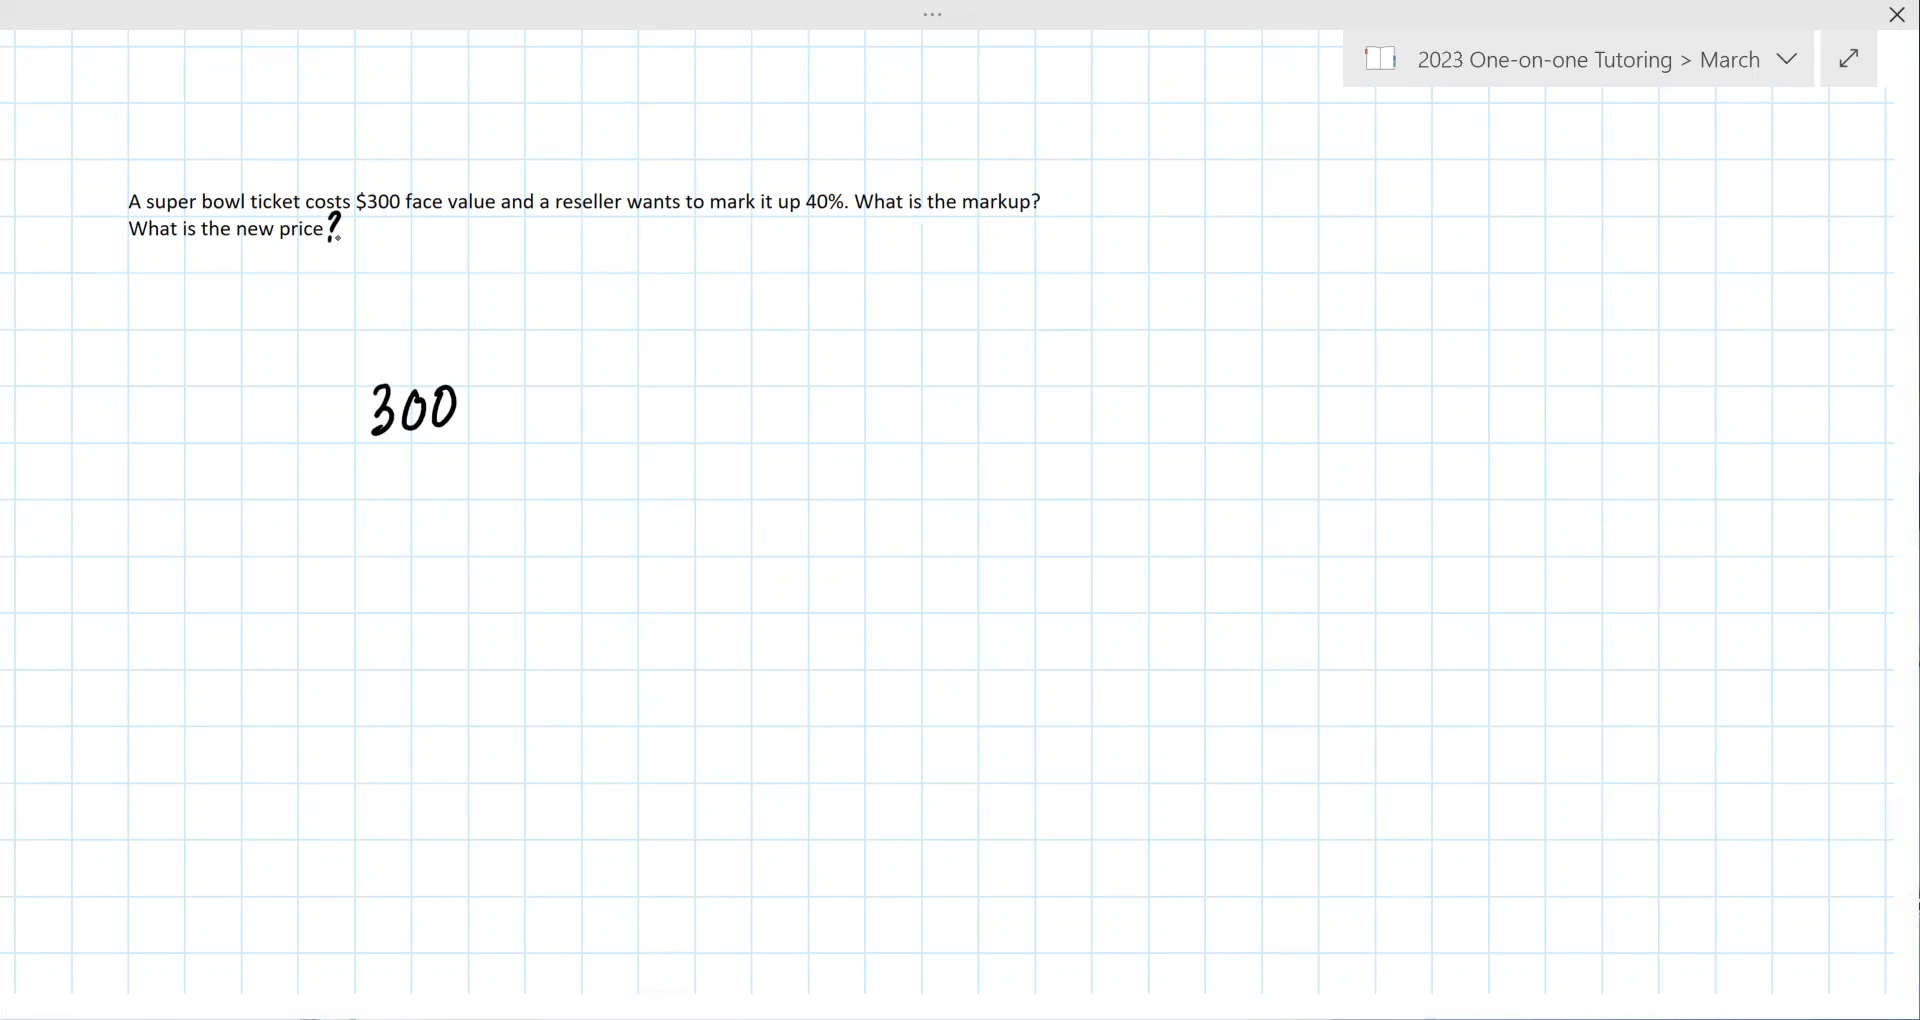 ...
2023 One-on-one Tutoring > March
A super bowl ticket costs $300 face value and a reseller wants to mark it up 40%. What is the markup?
What is the new price?
300